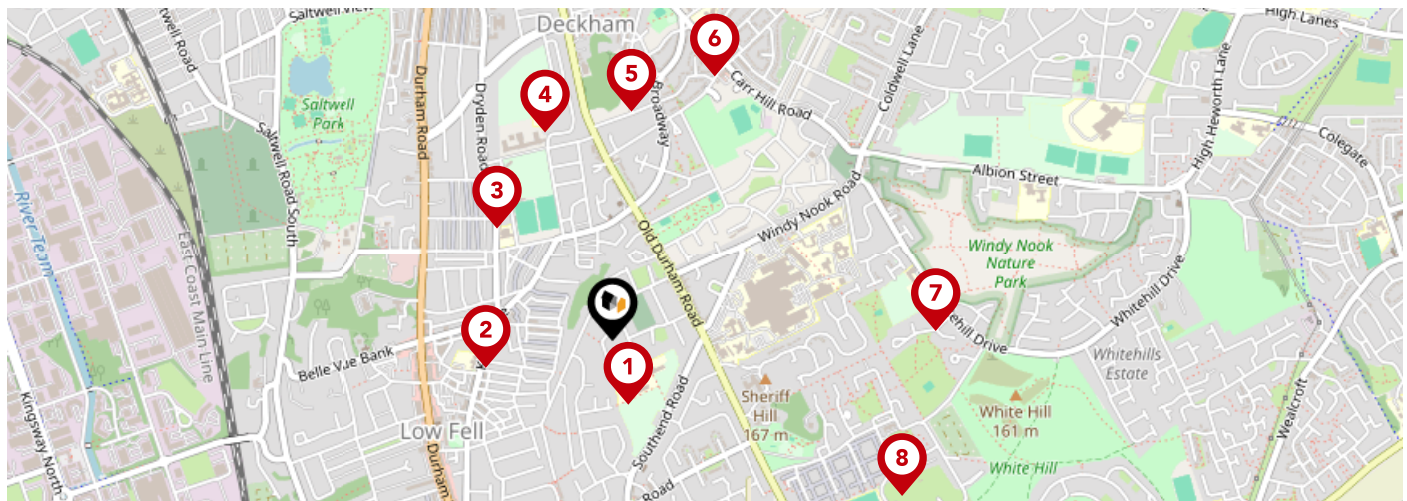 Saltwell View
Deckham
High Lanes
Saltwell Road
6
5
4
Carr Hill Road
Coldwell Lane
Broadway
Dryden Road
Durham Road
Saltwell
Park
High Heworth Lane
Colegate
Saltwell Road South
Albion Street
3
River Team
East Coast Main Line
Windy Nook Road
Old Durham Road
Windy Nook
Nature
Park
7
2
Whitehill Drive
ehill Drive
Belle Vue Bank
1
Whitehills
Estate
Sheriff
Hill
167 m
White Hill
161 m
Kingsway North
Low Fell
Southend Road
Wealcroft
Durham
8
White Hill
Road